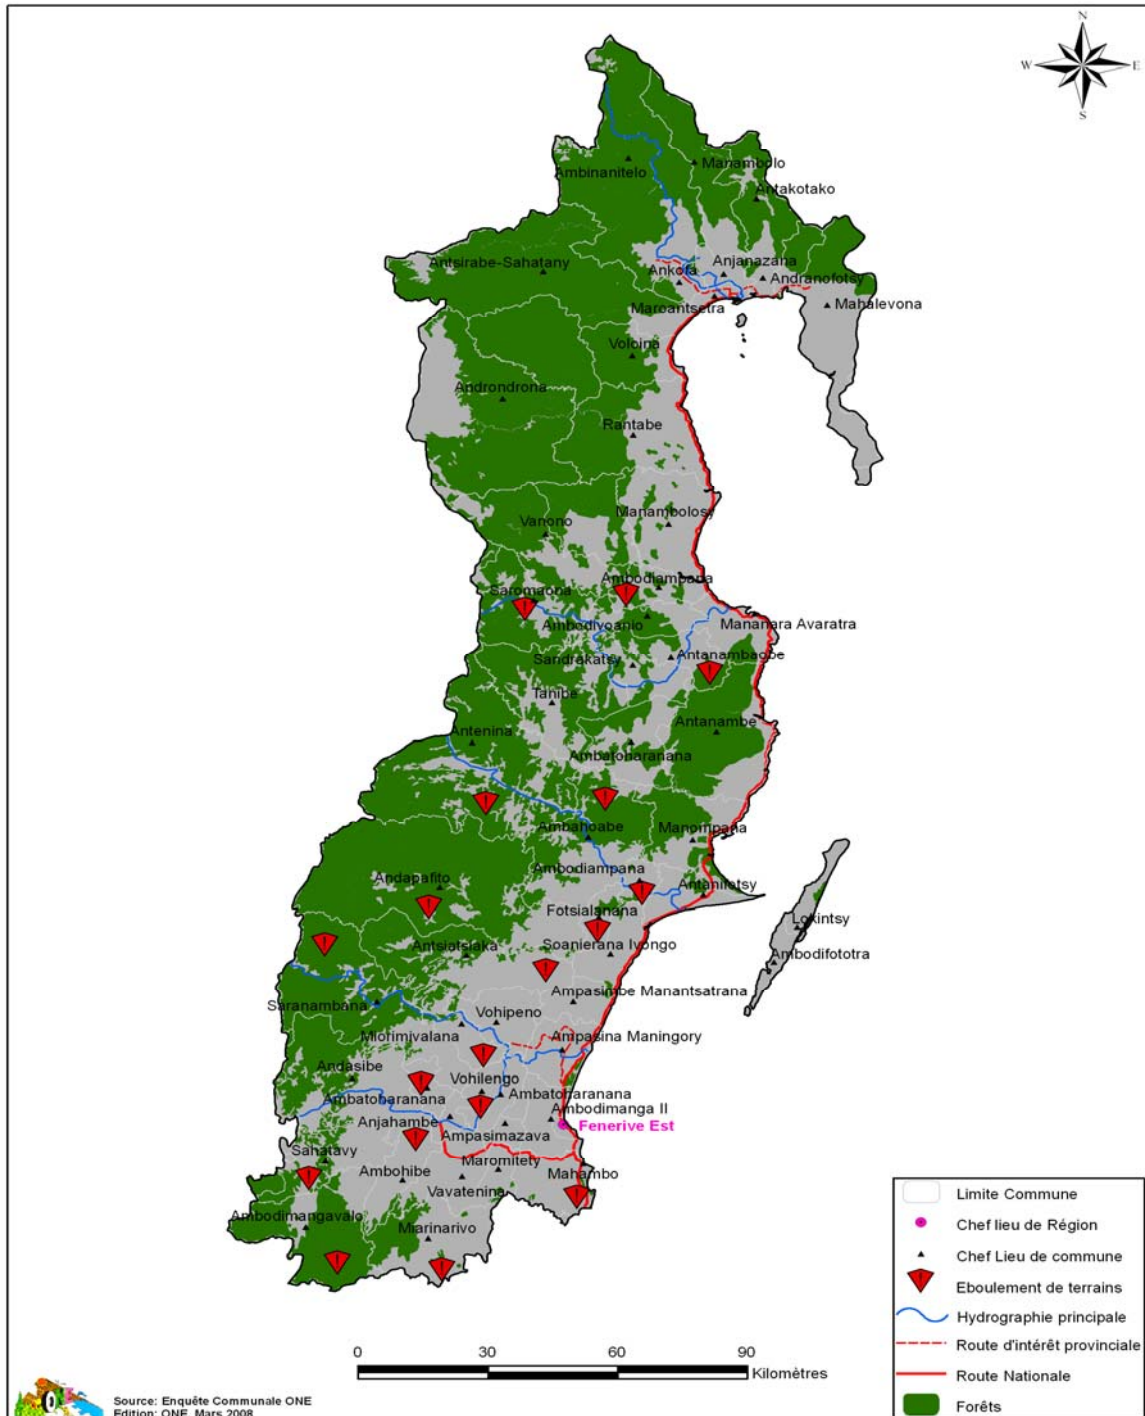 N
W E
S
Ambinanitelo
Manambolo
Antakotako
Antsirabe-Sahatany
Ankofa
Anjanazana
Andranofotsy
Maroantsetra
Mahalevona
Voloina
Androndrona
Rantabe
Manambolosy
Vanono
Ambodiampana
Saromaoba
Ambodivoanio
Mananara Avaratra
Sandrakatsy
Antanambaobe
Tanibe
Antanambe
Antenina
Ambatoharanana
Ambahoabe
Manompana
Ambodiampana
Antanifotsy
Andapafito
Fotsialanana
Lokintsy
Antsiatsiaka
Soanierana Ivongo
Ambodifototra
Saranambana
Ampasimbe Manantsatrana
Vohipeno
Miorimivalana
Ampasina Maningory
Andasibe
Vohilengo
Ambatoharanana
Ambatoharanana
Anjahambe
Ambodimanga II
Ampasimazava
Fenerive Est
Sahatavy
Ambohibe
Maromitety
Mahambo
Vavatenina
Ambodimangavalo
Miarinarivo
Limite Commune
Chef lieu de Région
Chef Lieu de commune
Eboulement de terrains
Hydrographie principale
Route d'intérêt provinciale
Route Nationale
Forêts
0 30 60 90
Kilomètres
Source: Enquête Communale ONE
Edition: ONE, Mars 2008